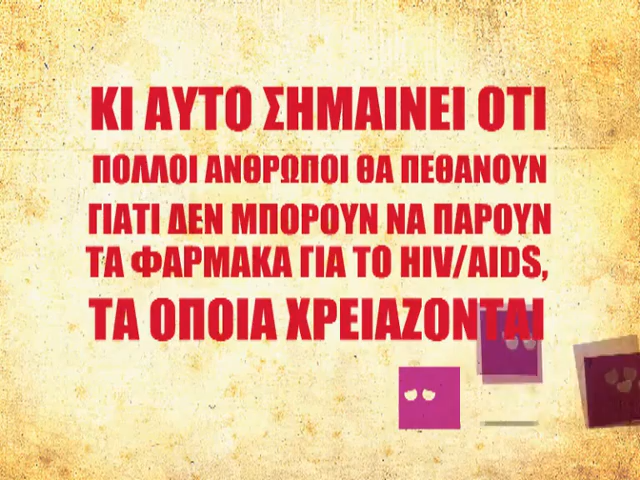 ΚΙ ΑΥΤΟ ΣΗΜΑΙΝΕΙ ΟΤΙ
ΠΟΛΛΟΙ ΑΝΘΡΩΠΟΙ ΘΑ ΠΕΘΑΝΟΥΝ
ΓΙΑΤΙ ΔΕΝ ΜΠΟΡΟΥΝ ΝΑ ΠΑΡΟΥΝ
ΤΑ ΦΑΡΜΑΚΑ ΓΙΑ ΤΟ HIV/AIDS,
ΤΑ ΟΠΟΙΑ ΧΡΕΙΑΖΟΝΤΑΙ